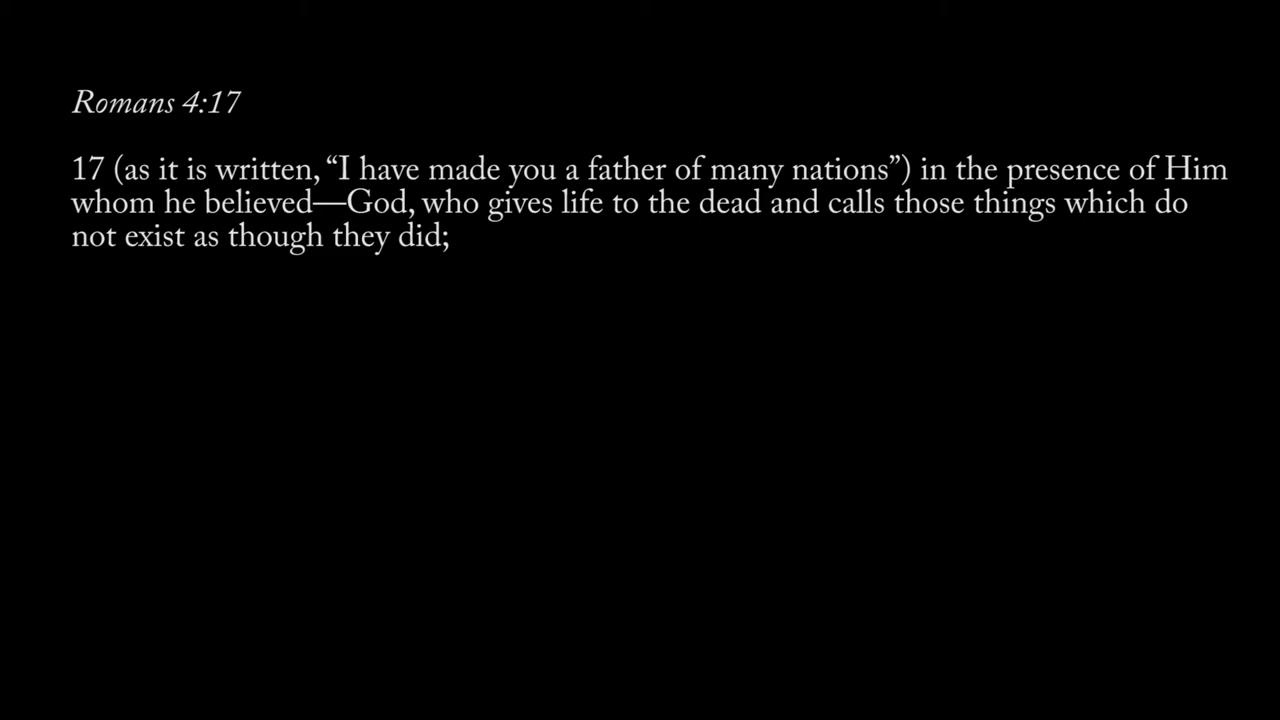 Romans 4:17
17 (as it is written, “I have made you a father of many nations”) in the presence of Him
whom he believed—God, who gives life to the dead and calls those things which do
not exist as though they did;